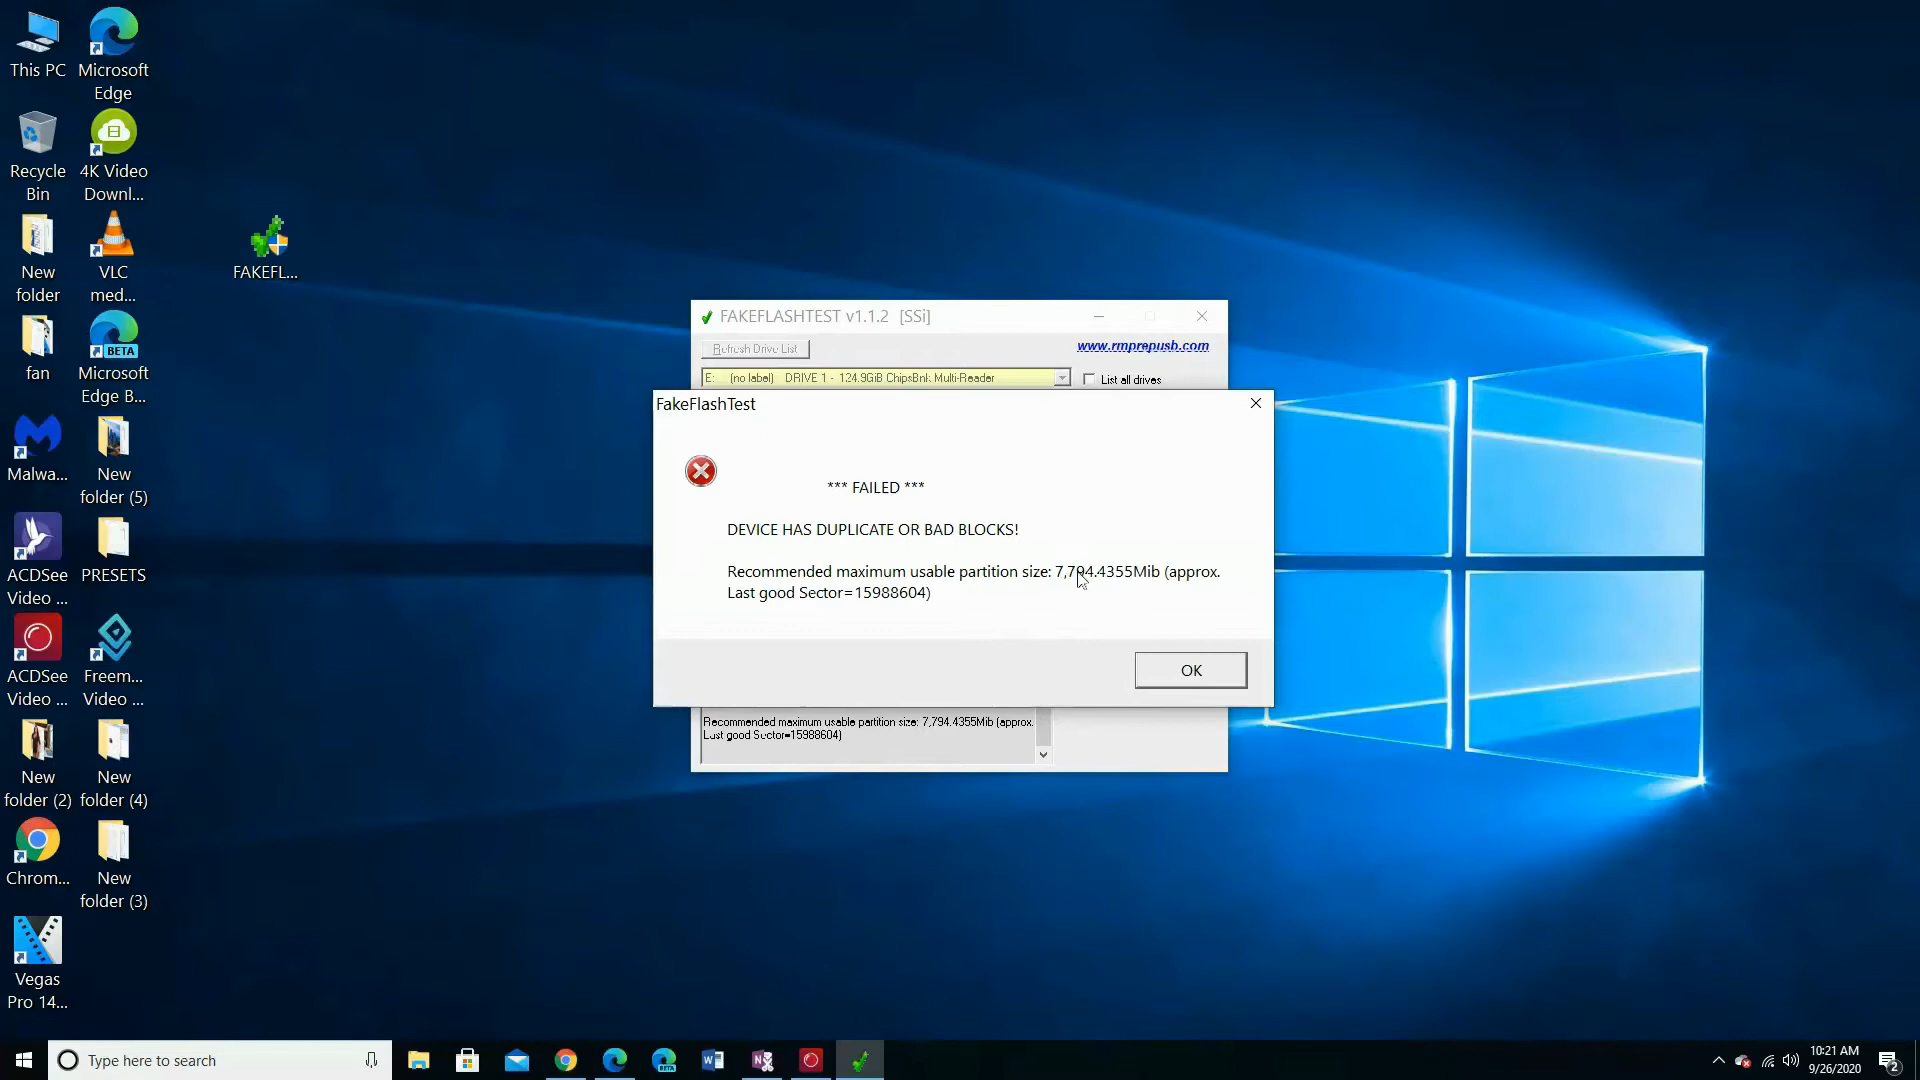 This PC
Microsoft
Edge
Recycle
Bin
4K Video
Downl...
New
folder
VLC
med...
FAKEFL...
fan
Microsoft
Edge B...
BETA
Malwa...
New
folder (5)
ACDSee
Video ...
PRESETS
ACDSee
Video ...
Freem...
Video ...
New
folder (2)
New
folder (4)
Chrom...
New
folder (3)
Vegas
Pro 14...
FAKEFLASHTEST v1.1.2 [SSi]
Refresh Drive List
www.rmprepusb.com
E: (no label) DRIVE 1 - 124.9GiB ChipsBnk Multi-Reader
List all drives
FakeFlashTest
*** FAILED ***
DEVICE HAS DUPLICATE OR BAD BLOCKS!
Recommended maximum usable partition size: 7,794.4355Mib (approx.
Last good Sector=15988604)
OK
Recommended maximum usable partition size: 7,794.4355Mib (approx.
Last good Sector=15988604)
Type here to search
BETA
W
N
10:21 AM
9/26/2020
2